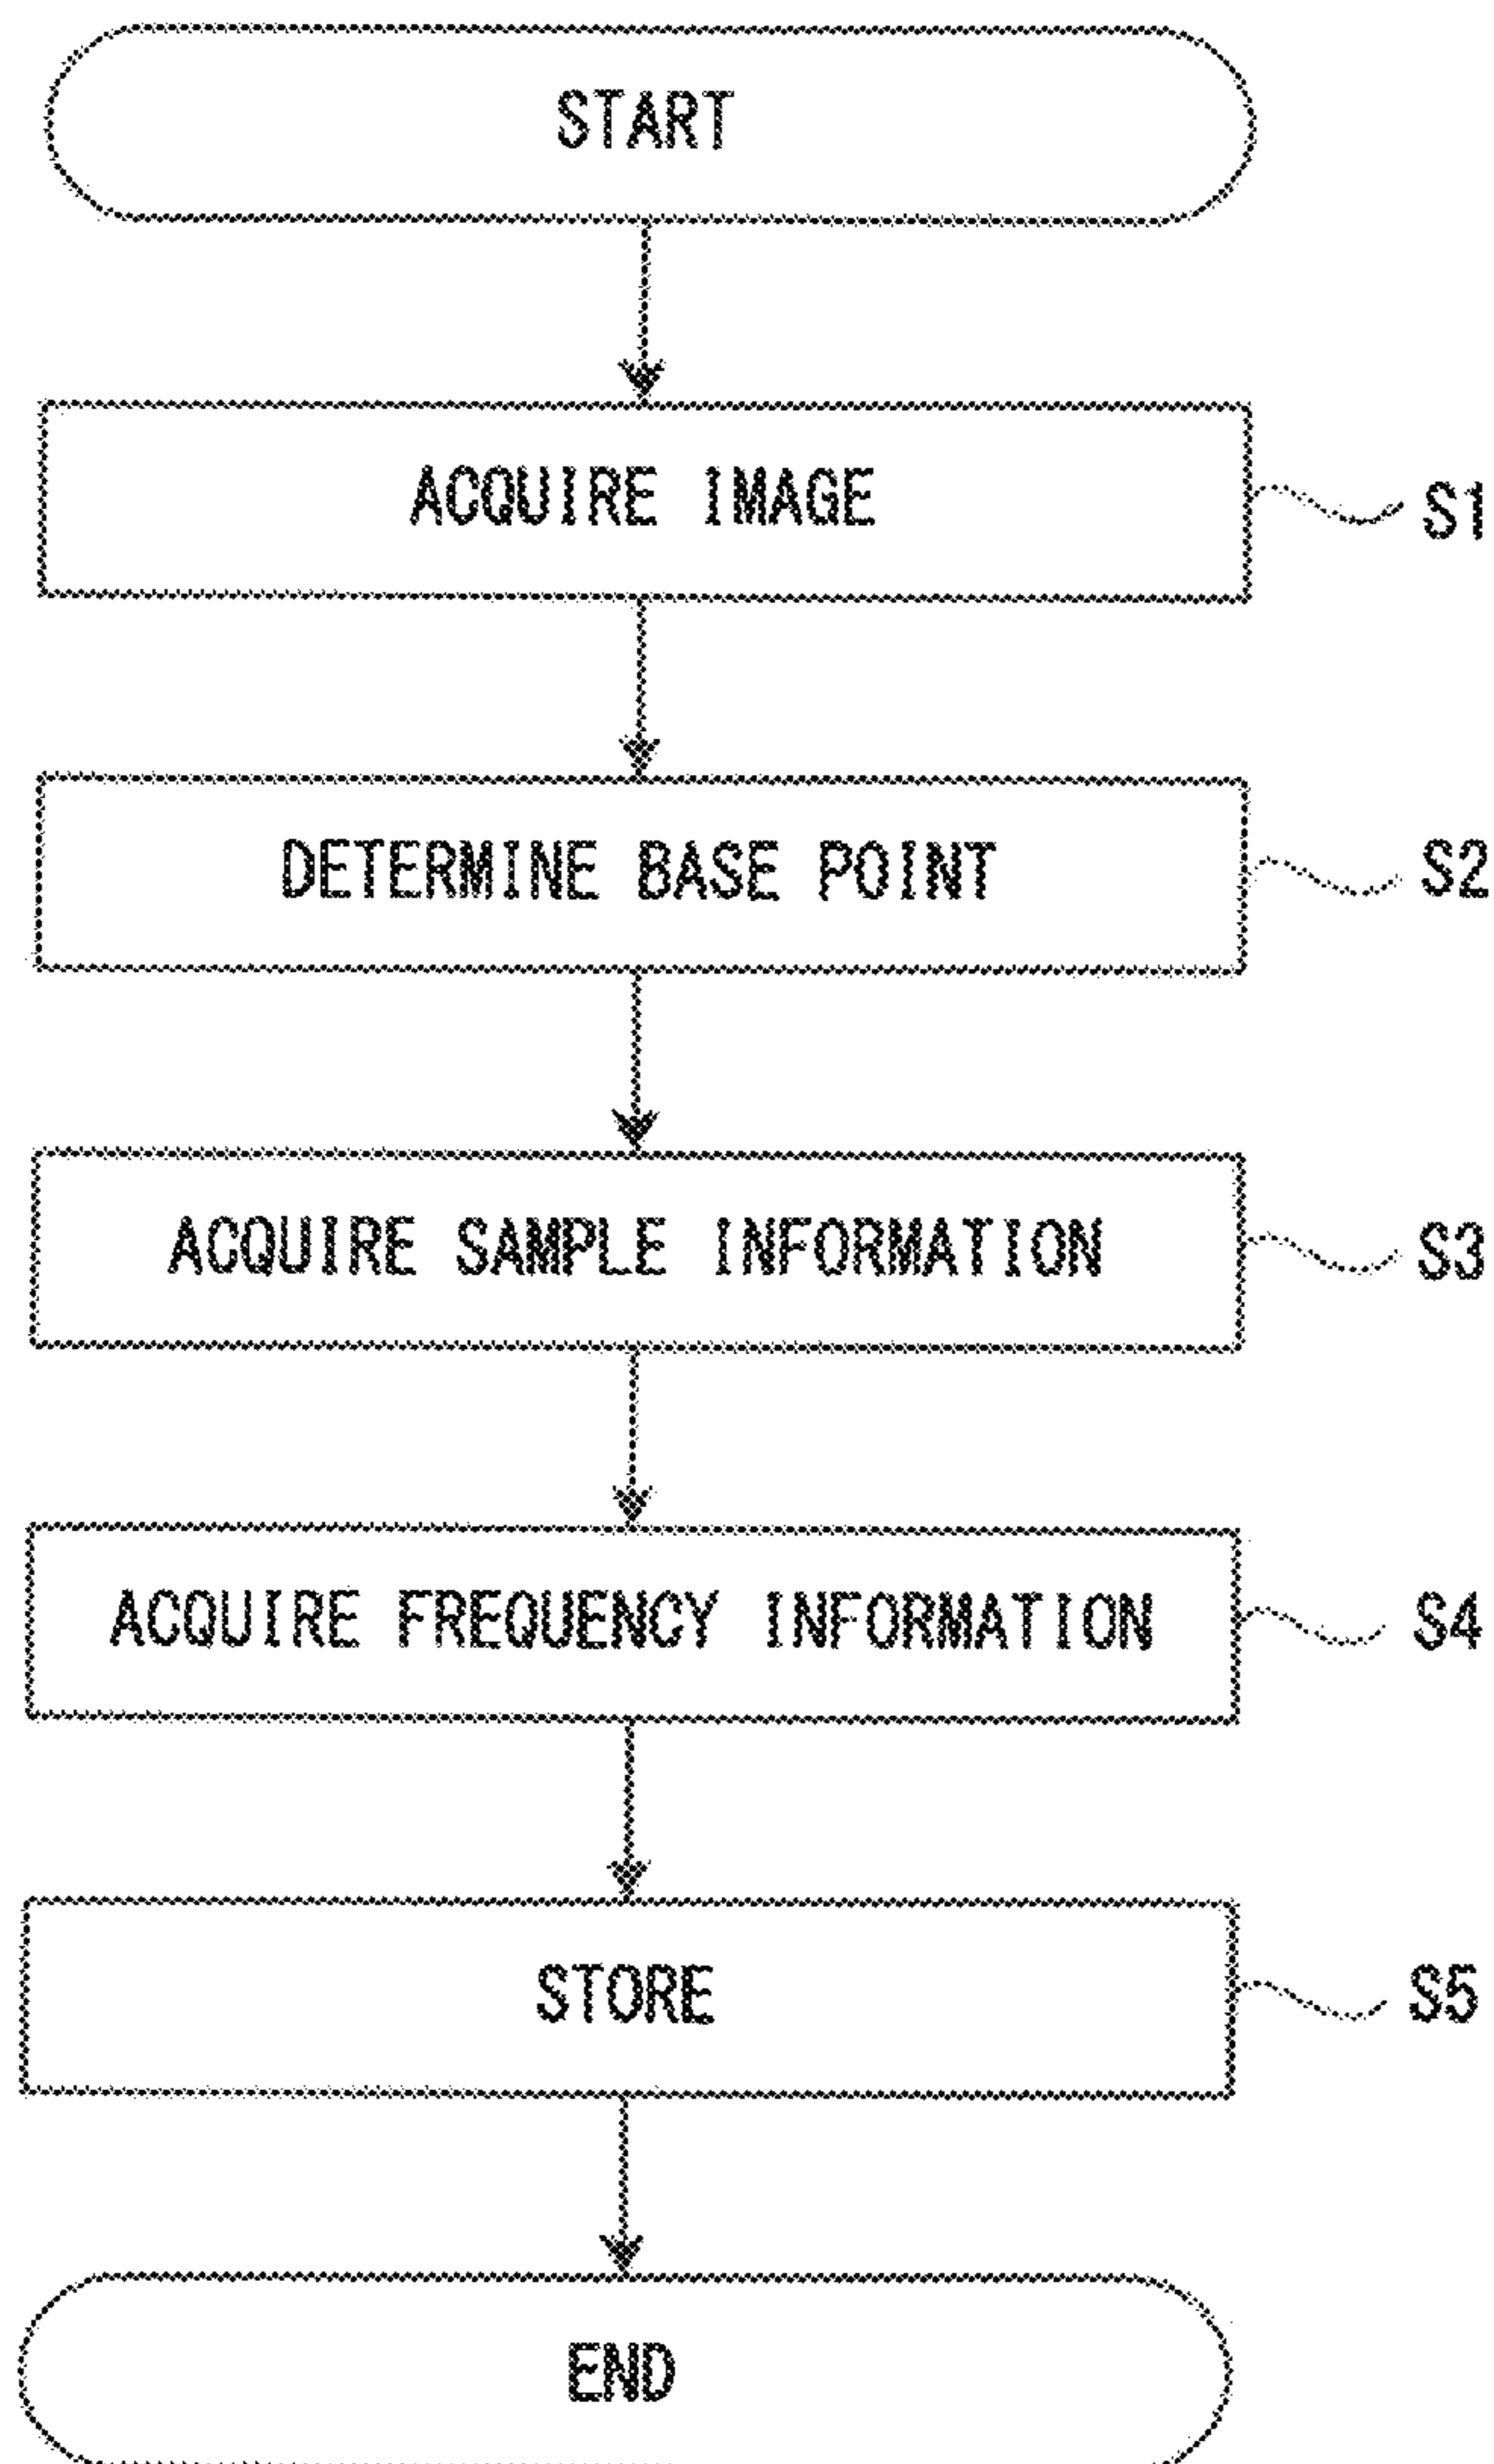 START
ACQUIRE IMAGE
S1
DETERMINE BASE POINT
S2
ACQUIRE SAMPLE INFORMATION
S3
ACQUIRE FREQUENCY INFORMATION
S4
STORE
S5
END